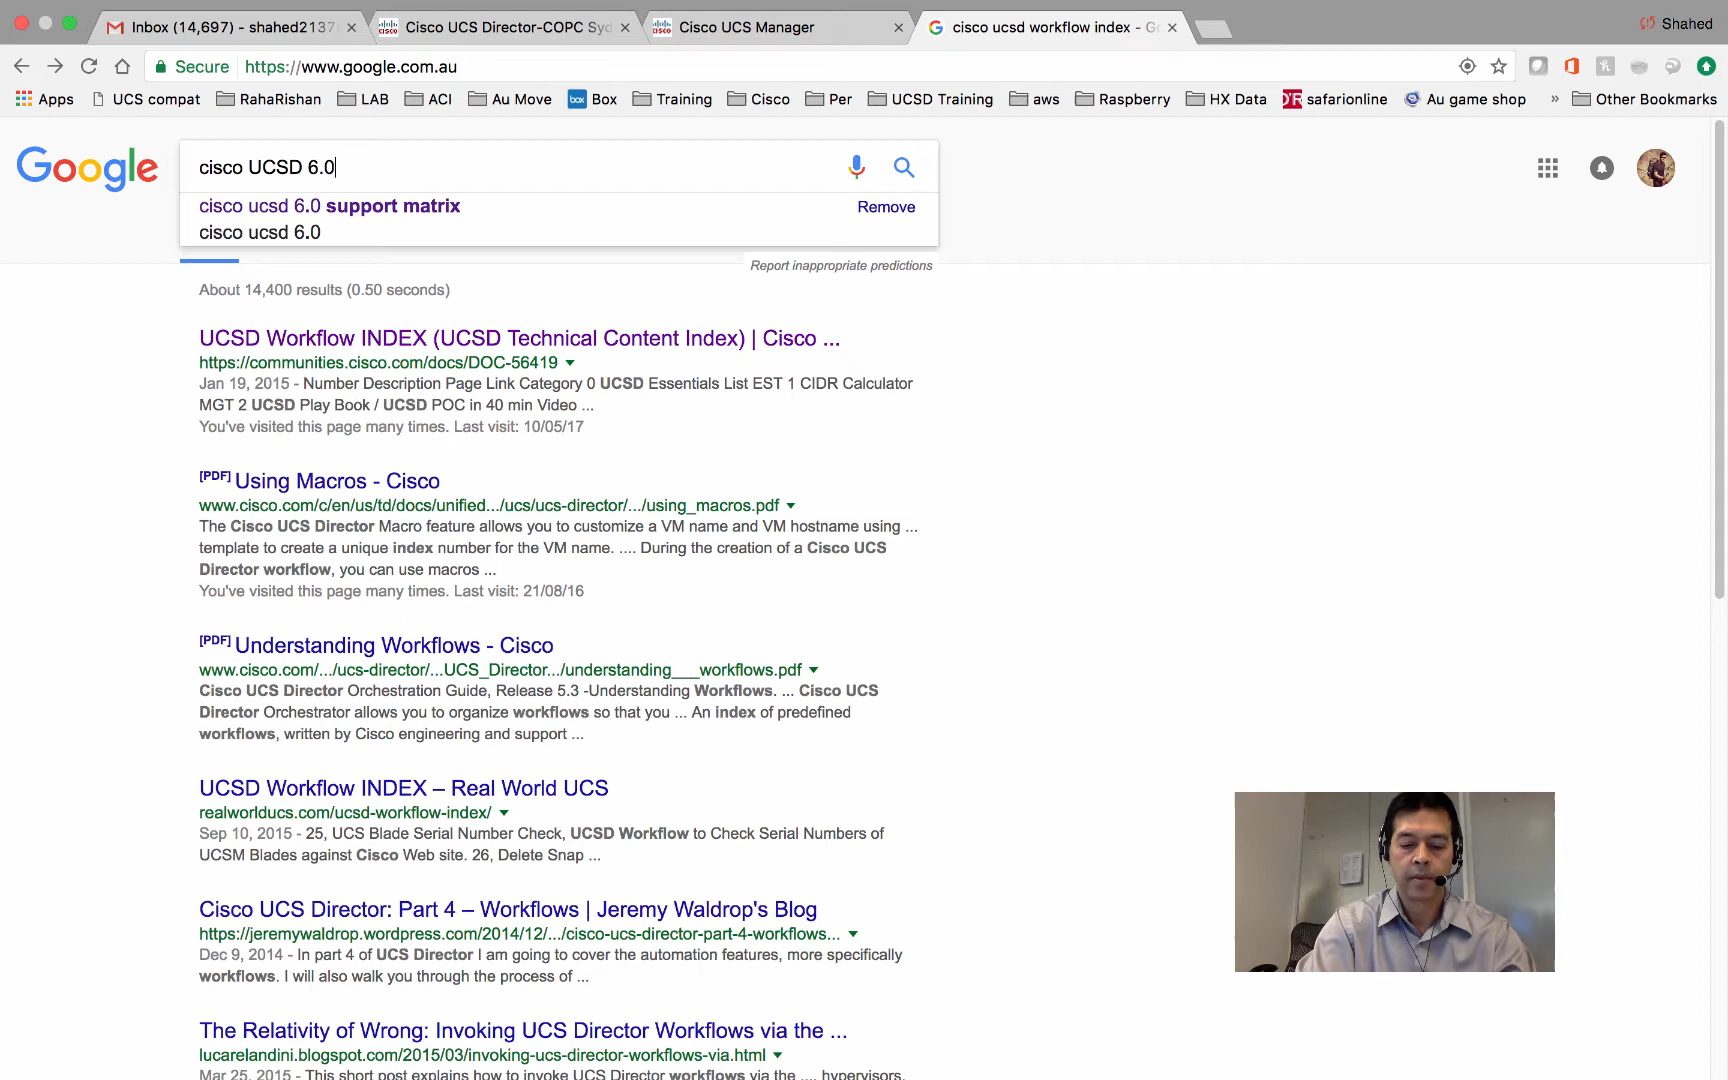 Inbox (14,697) - shahed2137
Cisco UCS Director-COPC Syd
Cisco UCS Manager
cisco ucsd workflow index - Go
Shahed
Secure https://www.google.com.au
Apps UCS compat RahaRishan LAB ACI Au Move box Box Training Cisco Per UCSD Training aws Raspberry HX Data O'R safarionline Au game shop » Other Bookmarks
Google
cisco UCSD 6.0
cisco ucsd 6.0 support matrix Remove
cisco ucsd 6.0
Report inappropriate predictions
About 14,400 results (0.50 seconds)
UCSD Workflow INDEX (UCSD Technical Content Index) | Cisco ...
https://communities.cisco.com/docs/DOC-56419
Jan 19, 2015 - Number Description Page Link Category 0 UCSD Essentials List EST 1 CIDR Calculator
MGT 2 UCSD Play Book / UCSD POC in 40 min Video ...
You've visited this page many times. Last visit: 10/05/17
[PDF] Using Macros - Cisco
www.cisco.com/c/en/us/td/docs/unified.../ucs/ucs-director/.../using_macros.pdf
The Cisco UCS Director Macro feature allows you to customize a VM name and VM hostname using ...
template to create a unique index number for the VM name. .... During the creation of a Cisco UCS
Director workflow, you can use macros ...
You've visited this page many times. Last visit: 21/08/16
[PDF] Understanding Workflows - Cisco
www.cisco.com/.../ucs-director/...UCS_Director.../understanding___workflows.pdf
Cisco UCS Director Orchestration Guide, Release 5.3 -Understanding Workflows. ... Cisco UCS
Director Orchestrator allows you to organize workflows so that you ... An index of predefined
workflows, written by Cisco engineering and support ...
UCSD Workflow INDEX – Real World UCS
realworlducs.com/ucsd-workflow-index/
Sep 10, 2015 - 25, UCS Blade Serial Number Check, UCSD Workflow to Check Serial Numbers of
UCSM Blades against Cisco Web site. 26, Delete Snap ...
Cisco UCS Director: Part 4 – Workflows | Jeremy Waldrop's Blog
https://jeremywaldrop.wordpress.com/2014/12/.../cisco-ucs-director-part-4-workflows...
Dec 9, 2014 - In part 4 of UCS Director I am going to cover the automation features, more specifically
workflows. I will also walk you through the process of ...
The Relativity of Wrong: Invoking UCS Director Workflows via the ...
lucarelandini.blogspot.com/2015/03/invoking-ucs-director-workflows-via.html
Mar 25, 2015 - This short post explains how to invoke UCS Director workflows via the .... hypervisors,